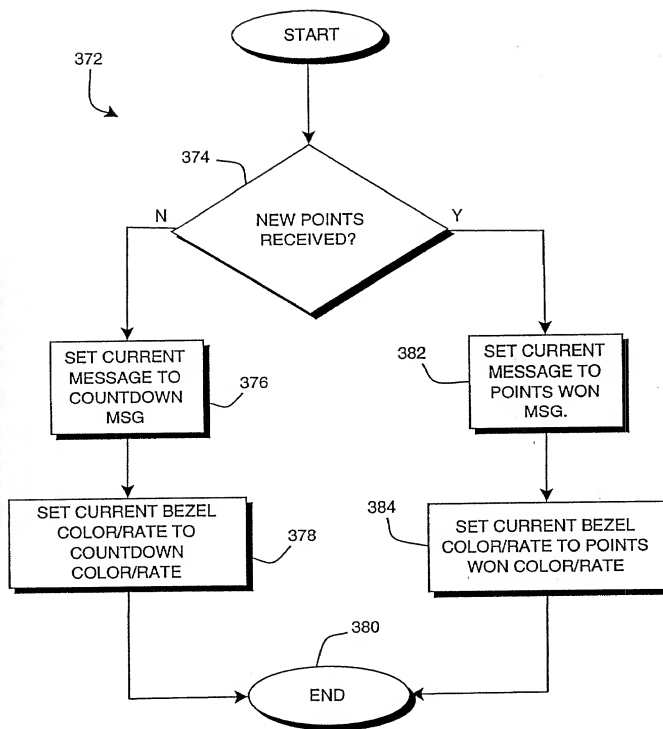 START
372
374
N
Y
NEW POINTS
RECEIVED?
SET CURRENT
MESSAGE TO
COUNTDOWN
MSG
376
382
SET CURRENT
MESSAGE TO
POINTS WON
MSG.
SET CURRENT BEZEL
COLOR/RATE TO
COUNTDOWN
COLOR/RATE
378
384
SET CURRENT BEZEL
COLOR/RATE TO POINTS
WON COLOR/RATE
380
END